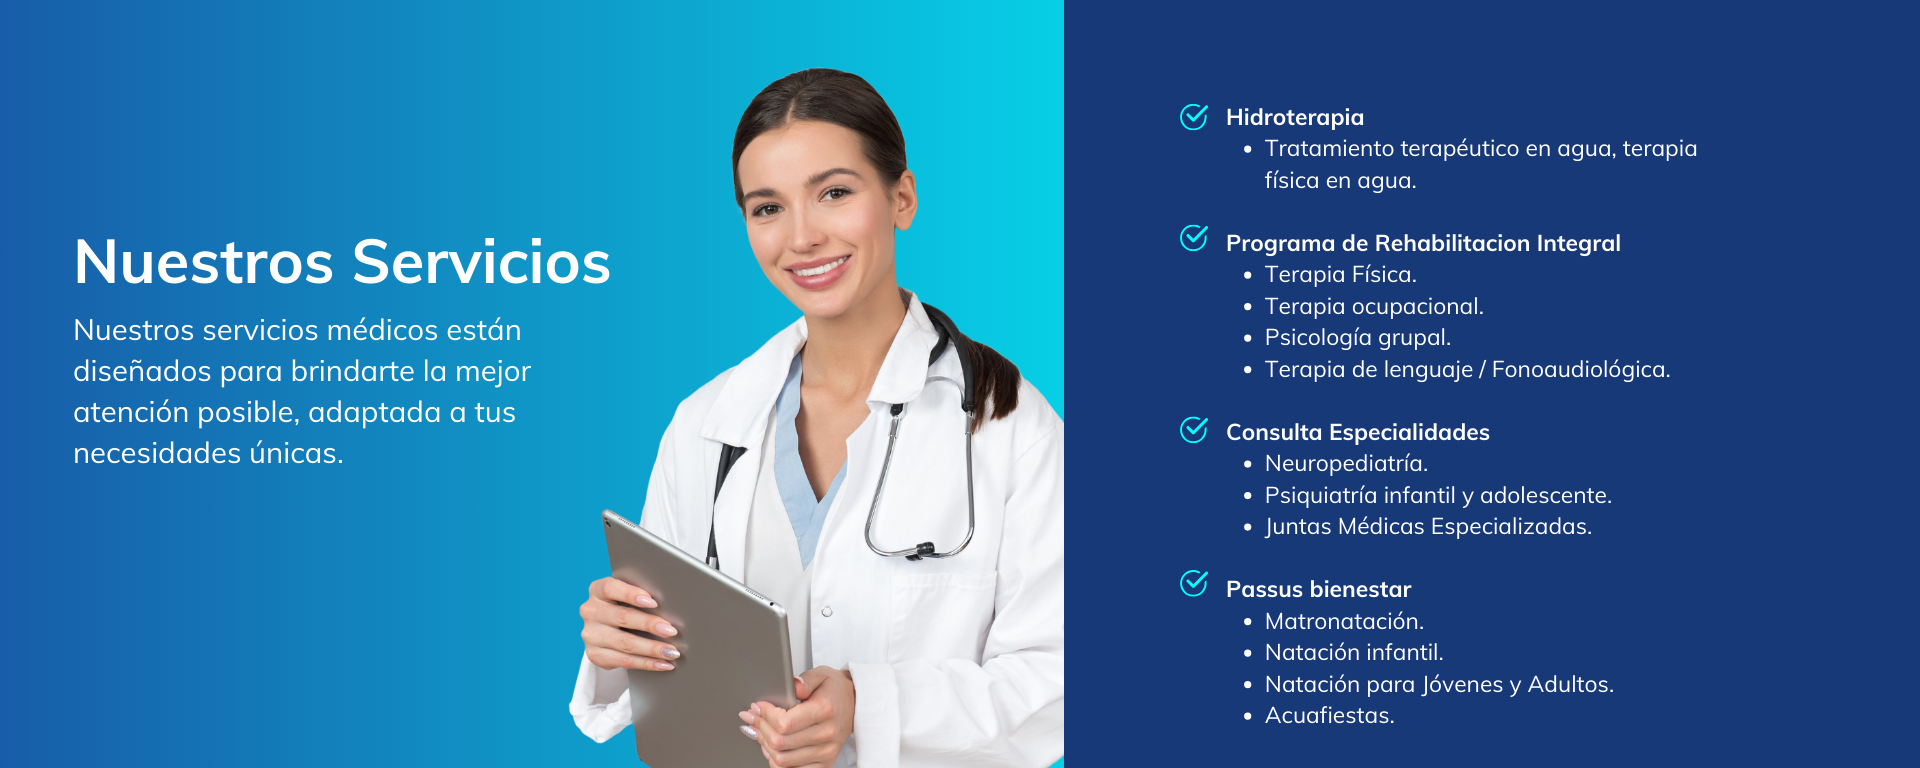 Nuestros Servicios
Nuestros servicios médicos están
diseñados para brindarte la mejor
atención posible, adaptada a tus
necesidades únicas.
Hidroterapia
• Tratamiento terapéutico en agua, terapia
física en agua.
Programa de Rehabilitacion Integral
• Terapia Física.
• Terapia ocupacional.
• Psicología grupal.
• Terapia de lenguaje / Fonoaudiológica.
Consulta Especialidades
• Neuropediatría.
• Psiquiatría infantil y adolescente.
• Juntas Médicas Especializadas.
Passus bienestar
• Matronatación.
• Natación infantil.
• Natación para Jóvenes y Adultos.
• Acuafiestas.